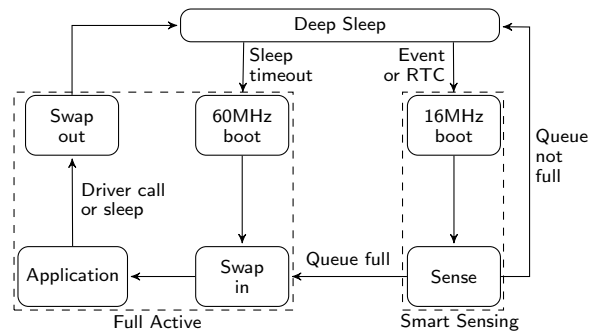 Deep Sleep
Sleep
timeout
Event
or RTC
Swap
out
60MHz
boot
16MHz
boot
Queue
not
full
Driver call
or sleep
Application
Swap
in
Queue full
Sense
Full Active
Smart Sensing